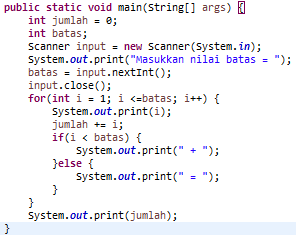 public static void main(String[] args) {
int jumlah = 0;
int batas;
Scanner input = new Scanner(System.in);
System.out.print("Masukkan nilai batas = ");
batas = input.nextInt();
input.close();
for(int i = 1; i <=batas; i++) {
System.out.print(i);
jumlah += i;
if(i < batas) {
System.out.print(" + ");
}else {
System.out.print(" = ");
}
}
System.out.print(jumlah);
}